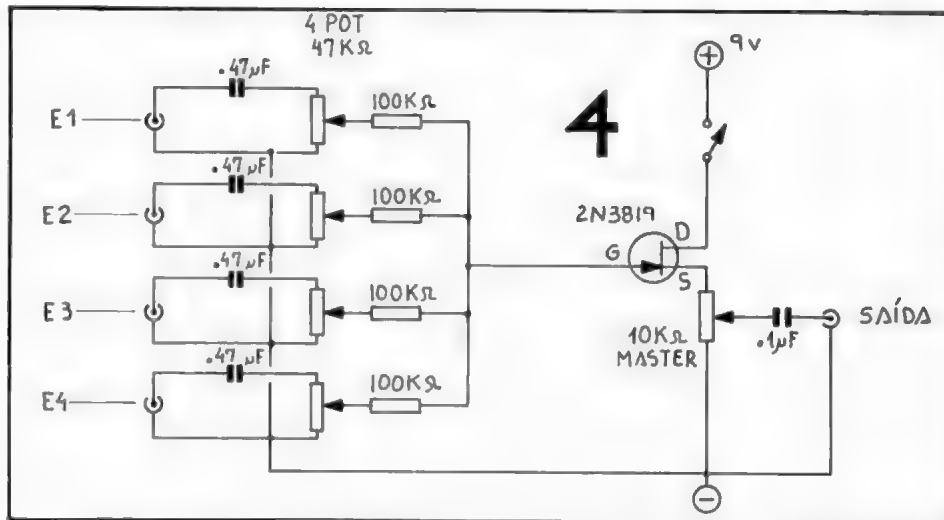 4 POT
47KΩ
.47µF
E1
100KΩ
4
9V
.47µF
E2
100KΩ
2N3819
D
G
S
.47µF
E3
100KΩ
10KΩ
MASTER
.1µF
SAÍDA
.47µF
E4
100KΩ